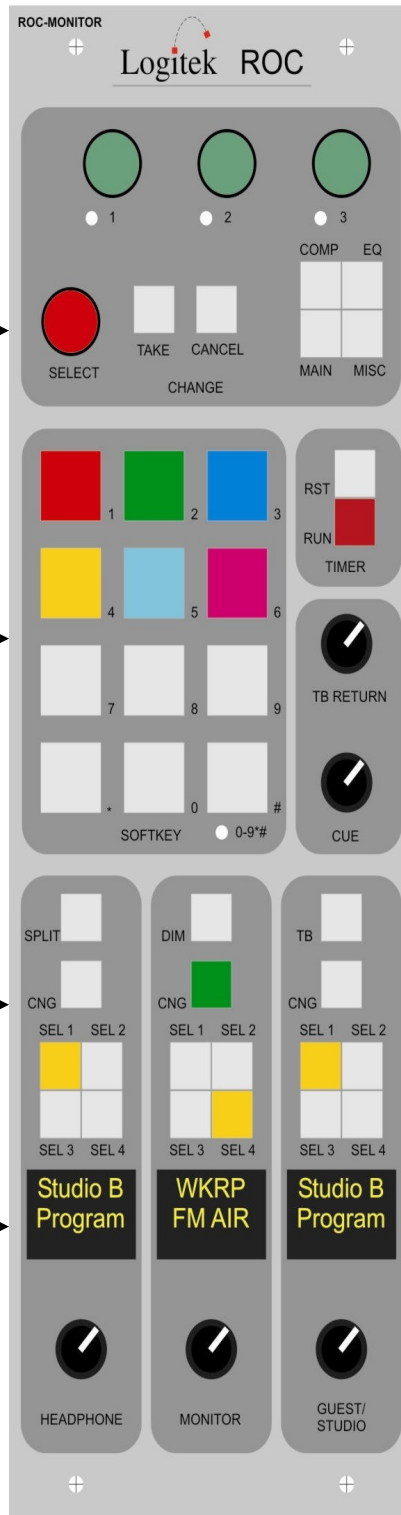 ROC-MONITOR
Logitek ROC
1 2 3
COMP EQ
TAKE CANCEL
SELECT
MAIN MISC
CHANGE
1 2 3
RST
RUN
TIMER
4 5 6
TB RETURN
7 8 9
* 0 #
SOFTKEY 0-9*#
CUE
SPLIT
CNG
SEL 1 SEL 2
SEL 3 SEL 4
Studio B
Program
HEADPHONE
DIM
CNG
SEL 1 SEL 2
SEL 3 SEL 4
WKRP
FM AIR
MONITOR
TB
CNG
SEL 1 SEL 2
SEL 3 SEL 4
Studio B
Program
GUEST/
STUDIO